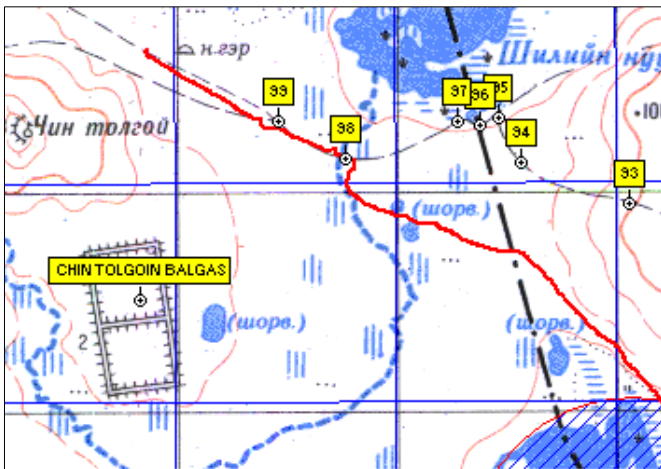 н.гэр
Шилийн нуу
99
97
96
95
98
94
93
Чин толгой
(шорв.)
CHIN TOLGOIN BALGAS
2
(шорв.)
(шорв.)